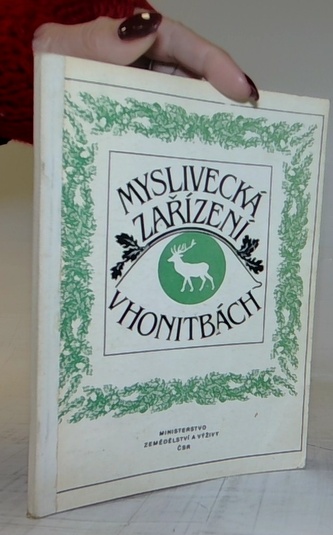 MYSLIVECKÁ
ZAŘÍZENÍ
V HONITBÁCH
MINISTERSTVO
ZEMĚDĚLSTVÍ A VÝŽIVY
ČSR